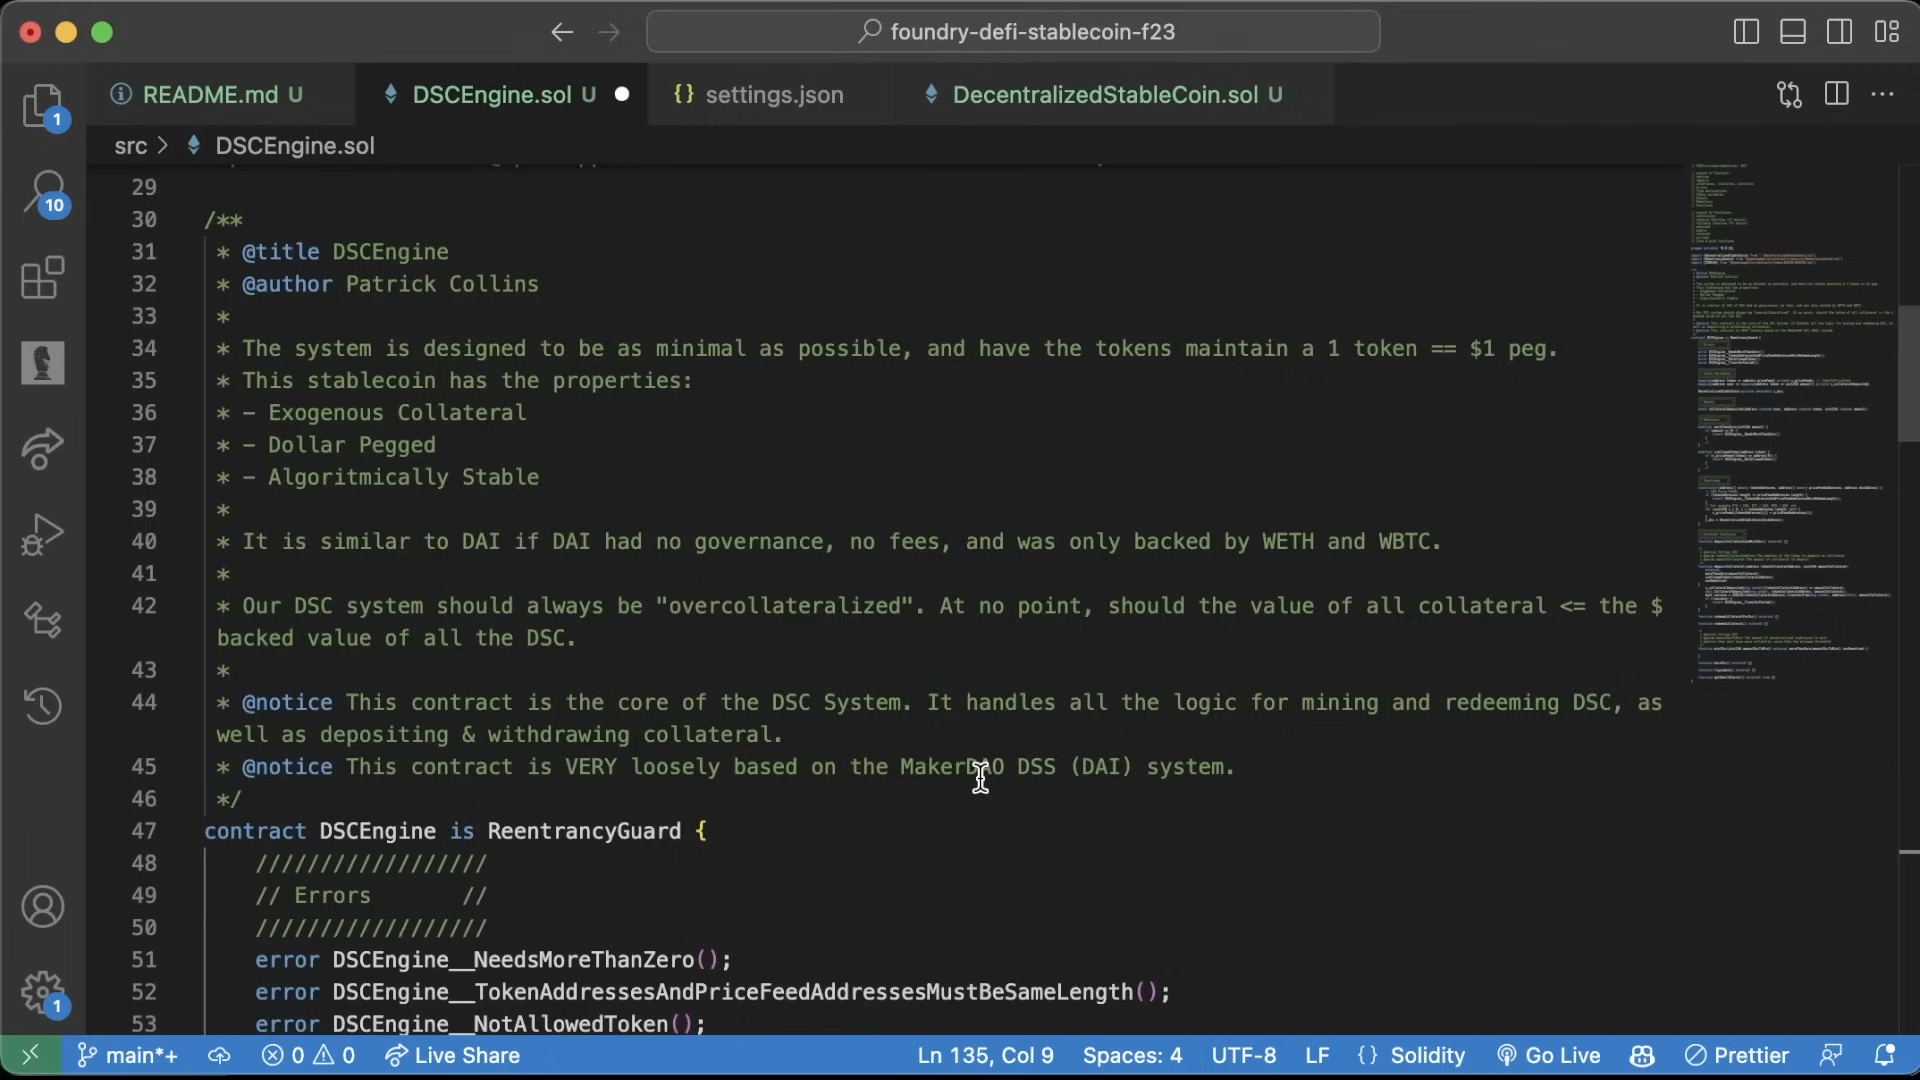 foundry-defi-stablecoin-f23
README.md U
DSCEngine.sol U
{} settings.json
DecentralizedStableCoin.sol U
src > DSCEngine.sol
1
10
1
29
30 /**
31 * @title DSCEngine
32 * @author Patrick Collins
33 *
34 * The system is designed to be as minimal as possible, and have the tokens maintain a 1 token == $1 peg.
35 * This stablecoin has the properties:
36 * - Exogenous Collateral
37 * - Dollar Pegged
38 * - Algoritmically Stable
39 *
40 * It is similar to DAI if DAI had no governance, no fees, and was only backed by WETH and WBTC.
41 *
42 * Our DSC system should always be "overcollateralized". At no point, should the value of all collateral <= the $
backed value of all the DSC.
43 *
44 * @notice This contract is the core of the DSC System. It handles all the logic for mining and redeeming DSC, as
well as depositing & withdrawing collateral.
45 * @notice This contract is VERY loosely based on the MakerDAO DSS (DAI) system.
46 */
47 contract DSCEngine is ReentrancyGuard {
48 //////////////////
49 // Errors //
50 //////////////////
51 error DSCEngine__NeedsMoreThanZero();
52 error DSCEngine__TokenAddressesAndPriceFeedAddressesMustBeSameLength();
53 error DSCEngine__NotAllowedToken();
main*+ 0 0 Live Share Ln 135, Col 9 Spaces: 4 UTF-8 LF {} Solidity Go Live Prettier